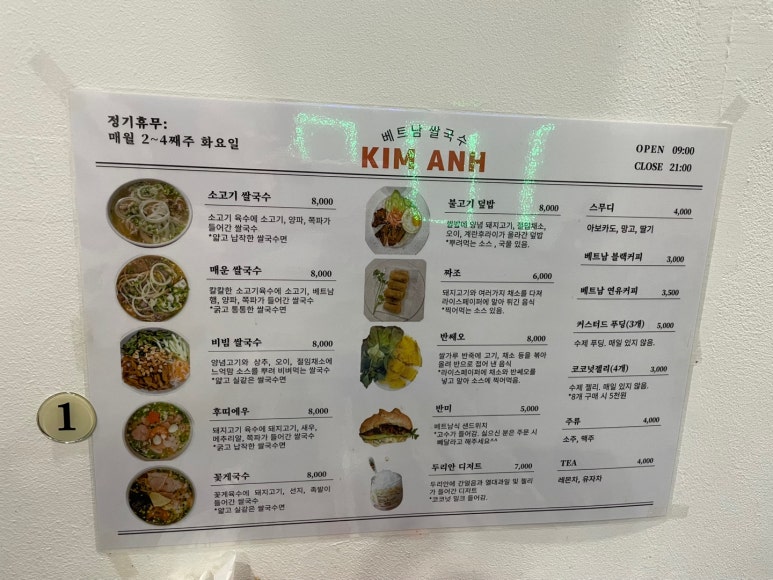 정기휴무:
매월 2~4째주 화요일
베트남 쌀국수
KIM ANH
OPEN 09:00
CLOSE 21:00
소고기 쌀국수 8,000
소고기 육수에 소고기, 양파, 쪽파가
들어간 쌀국수
*얇고 납작한 쌀국수면
매운 쌀국수 8,000
칼칼한 소고기육수에 소고기, 베트남
햄, 양파, 쪽파가 들어간 쌀국수
*굵고 통통한 쌀국수면
비빔 쌀국수 8,000
양념고기와 상추, 오이, 절임채소에
느억맘 소스를 뿌려 비벼먹는 쌀국수
*얇고 실같은 쌀국수면
후띠에우 8,000
돼지고기 육수에 돼지고기, 새우,
메추리알, 쪽파가 들어간 쌀국수
*굵고 납작한 쌀국수면
꽃게국수 8,000
꽃게육수에 돼지고기, 선지, 족발이
들어간 쌀국수
*얇고 실같은 쌀국수면
불고기 덮밥 8,000
쌀밥에 양념 돼지고기, 절임채소,
오이, 계란후라이가 올라간 덮밥
*뿌려먹는 소스, 국물 있음.
짜조 6,000
돼지고기와 여러가지 채소를 다져
라이스페이퍼에 말아 튀긴 음식
*찍어먹는 소스 있음.
반쎄오 8,000
쌀가루 반죽에 고기, 채소 등을 볶아
올려 반으로 접어 낸 음식
*라이스페이퍼에 채소와 반쎄오를
넣고 말아 소스에 찍어먹음.
반미 5,000
베트남식 샌드위치
*고수가 들어감. 싫으신 분은 주문 시
빼달라고 해주세요^^
두리안 디저트 7,000
두리안에 간얼음과 열대과일 및 젤리
가 들어간 디저트
*코코넛 밀크 들어감.
스무디 4,000
아보카도, 망고, 딸기
베트남 블랙커피 3,000
베트남 연유커피 3,500
커스터드 푸딩(3개) 5,000
수제 푸딩. 매일 있지 않음.
코코넛젤리(4개) 3,000
수제 젤리. 매일 있지 않음.
*8개 구매 시 5천원
주류 4,000
소주, 맥주
TEA 4,000
레몬차, 유자차
1